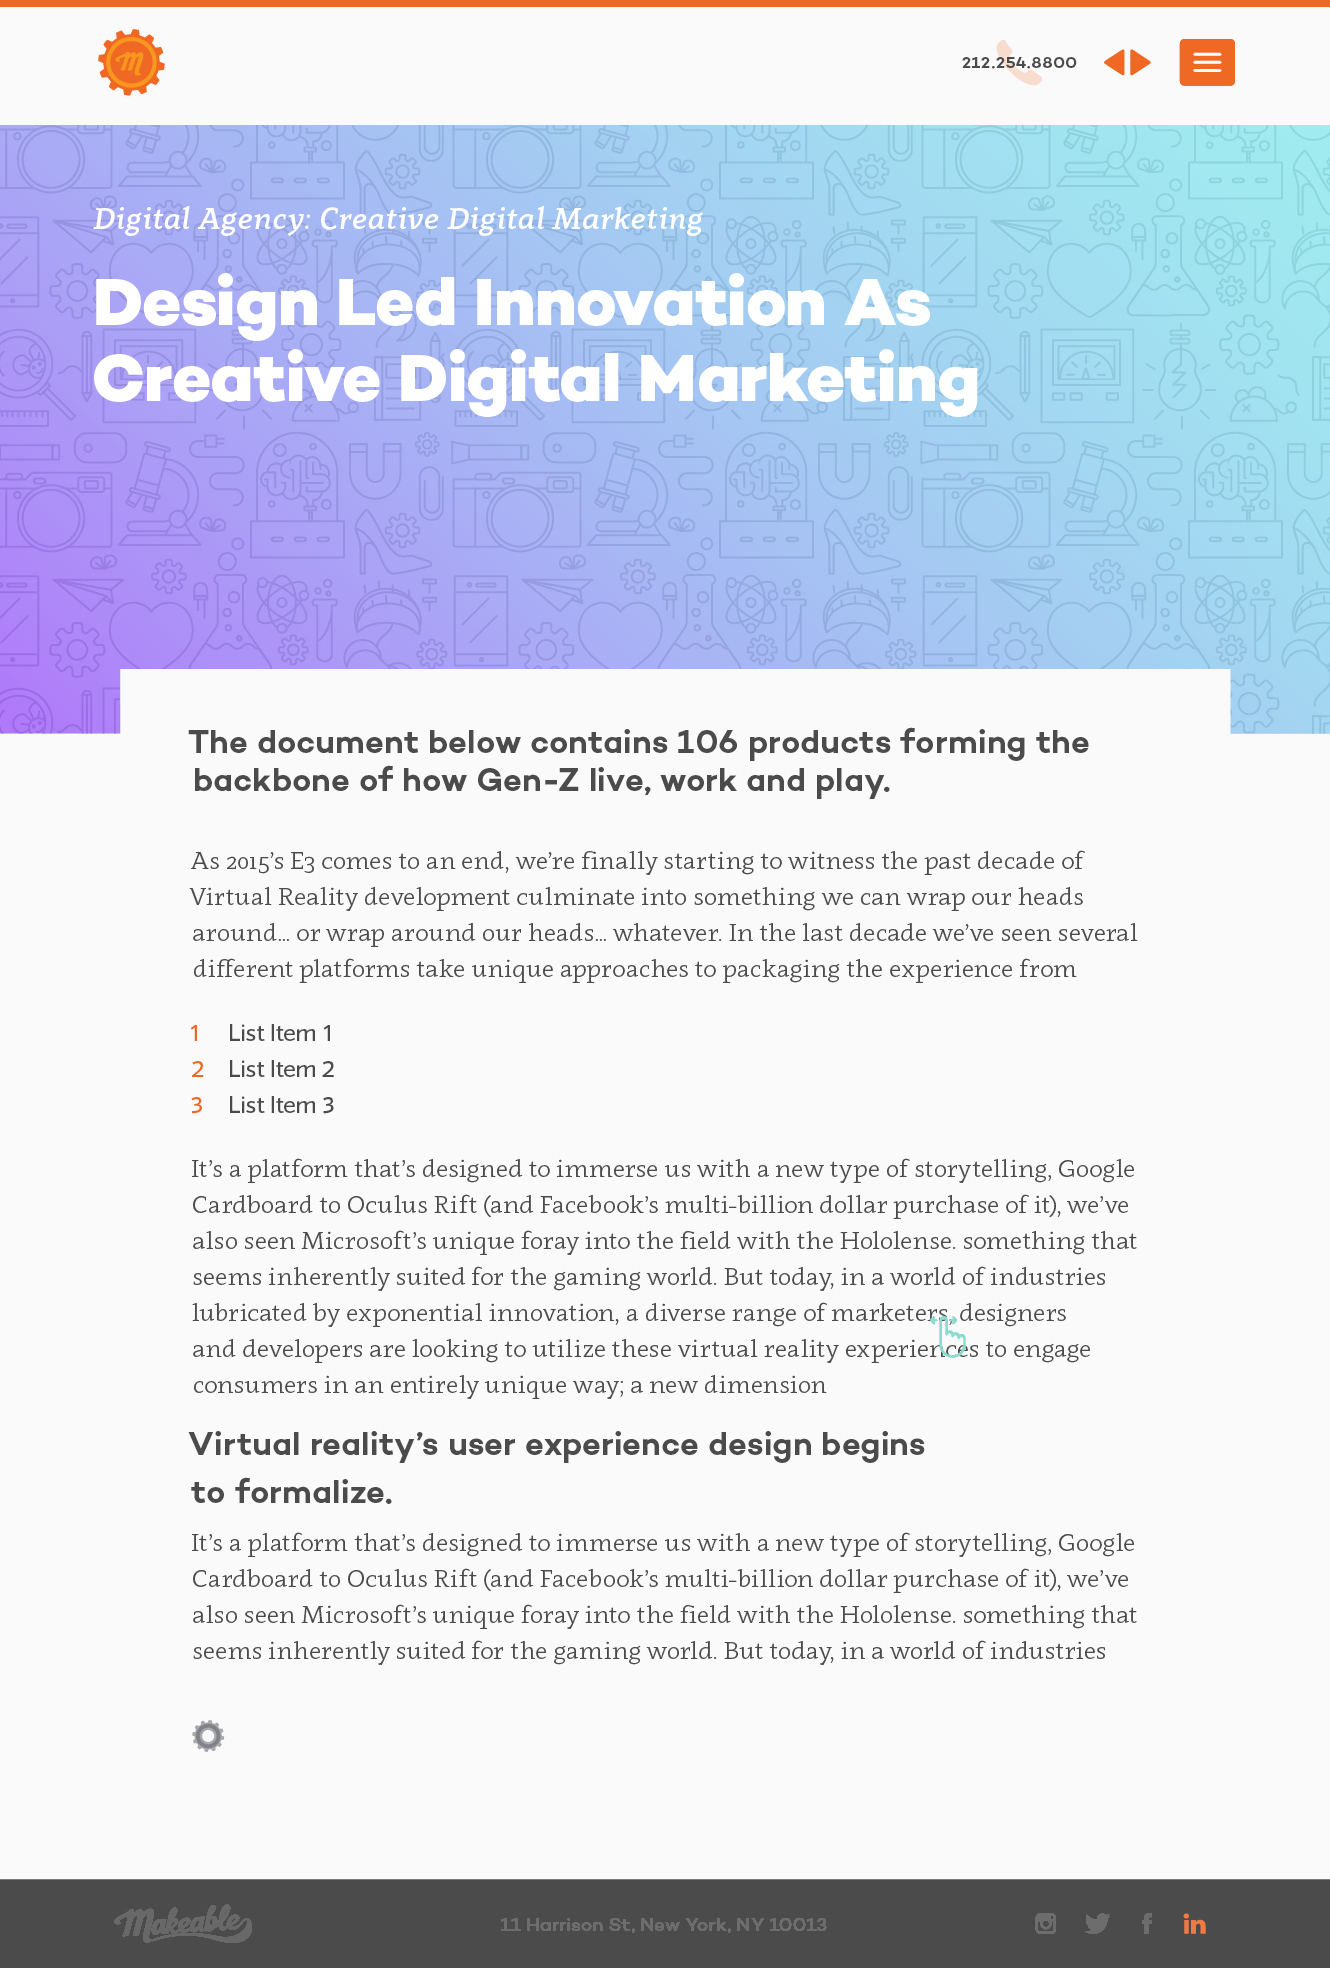 m
212.254.8800
Digital Agency: Creative Digital Marketing
Design Led Innovation As
Creative Digital Marketing
The document below contains 106 products forming the
backbone of how Gen-Z live, work and play.
As 2015’s E3 comes to an end, we’re finally starting to witness the past decade of
Virtual Reality development culminate into something we can wrap our heads
around... or wrap around our heads... whatever. In the last decade we’ve seen several
different platforms take unique approaches to packaging the experience from
1 List Item 1
2 List Item 2
3 List Item 3
It’s a platform that’s designed to immerse us with a new type of storytelling, Google
Cardboard to Oculus Rift (and Facebook’s multi-billion dollar purchase of it), we’ve
also seen Microsoft’s unique foray into the field with the Hololense. something that
seems inherently suited for the gaming world. But today, in a world of industries
lubricated by exponential innovation, a diverse range of marketers, designers
and developers are looking to utilize these virtual reality experiences to engage
consumers in an entirely unique way; a new dimension
Virtual reality’s user experience design begins
to formalize.
It’s a platform that’s designed to immerse us with a new type of storytelling, Google
Cardboard to Oculus Rift (and Facebook’s multi-billion dollar purchase of it), we’ve
also seen Microsoft’s unique foray into the field with the Hololense. something that
seems inherently suited for the gaming world. But today, in a world of industries
Makeable
11 Harrison St, New York, NY 10013
in